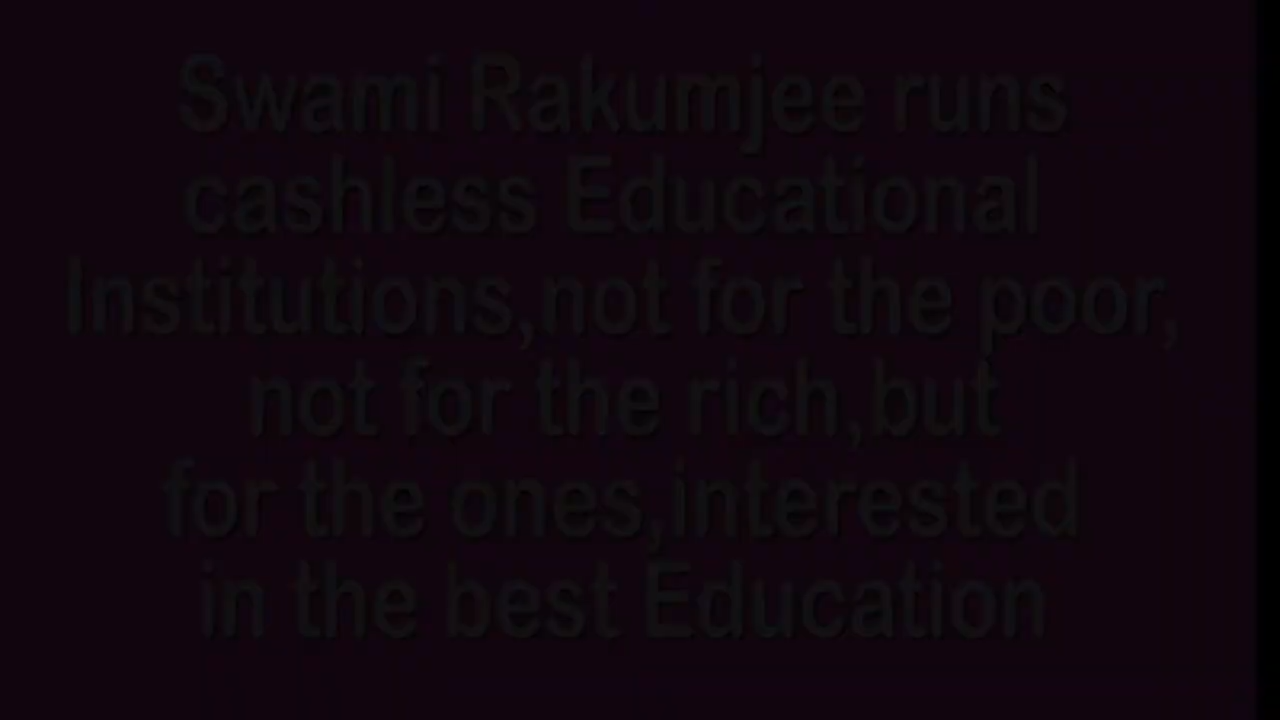 Swami Rakumjee runs
cashless Educational
Institutions,not for the poor,
not for the rich,but
for the ones,interested
in the best Education